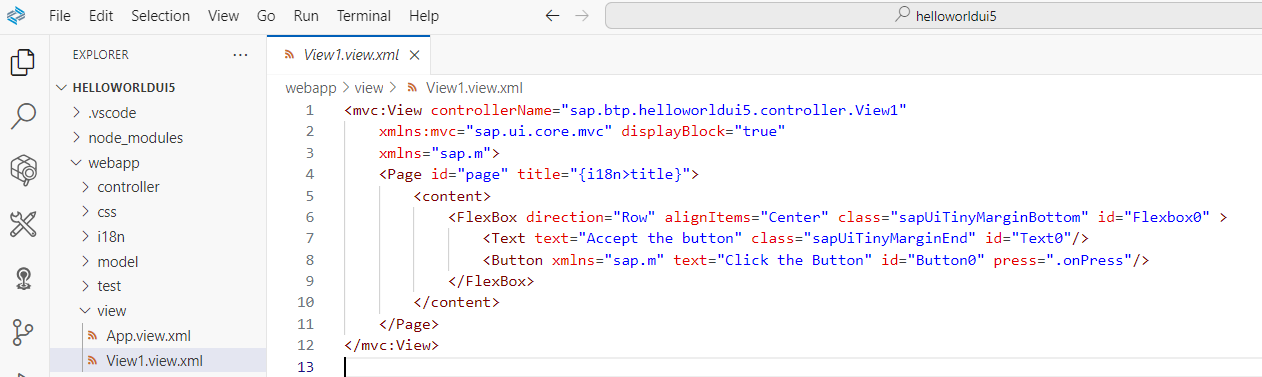 File Edit Selection View Go Run Terminal Help helloworldui5
EXPLORER
HELLOWORLDUI5
.vscode
node_modules
webapp
controller
css
i18n
model
test
view
App.view.xml
View1.view.xml
View1.view.xml
webapp > view > View1.view.xml
1 <mvc:View controllerName="sap.btp.helloworldui5.controller.View1"
2 xmlns:mvc="sap.ui.core.mvc" displayBlock="true"
3 xmlns="sap.m">
4 <Page id="page" title="{i18n>title}">
5 <content>
6 <FlexBox direction="Row" alignItems="Center" class="sapUiTinyMarginBottom" id="Flexbox0" >
7 <Text text="Accept the button" class="sapUiTinyMarginEnd" id="Text0"/>
8 <Button xmlns="sap.m" text="Click the Button" id="Button0" press=".onPress"/>
9 </FlexBox>
10 </content>
11 </Page>
12 </mvc:View>
13